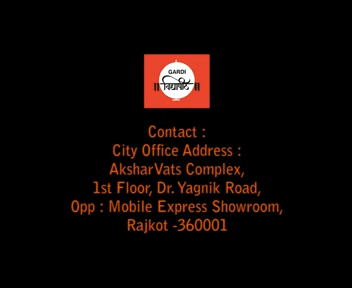 GARDI
विद्यापीठ
Contact :
City Office Address :
AksharVats Complex,
1st Floor, Dr. Yagnik Road,
Opp : Mobile Express Showroom,
Rajkot -360001